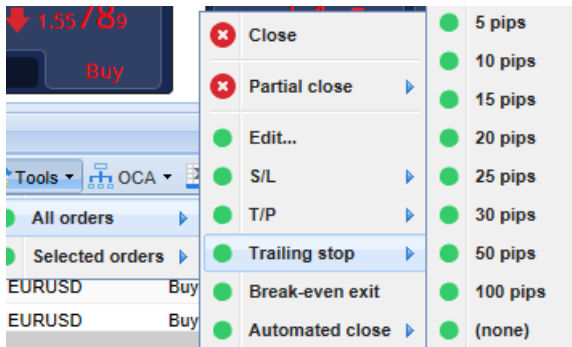 1.55789
Buy
Tools
OCA
All orders
Selected orders
EURUSD Buy
EURUSD Buy
Close
Partial close
Edit...
S/L
T/P
Trailing stop
Break-even exit
Automated close
5 pips
10 pips
15 pips
20 pips
25 pips
30 pips
50 pips
100 pips
(none)